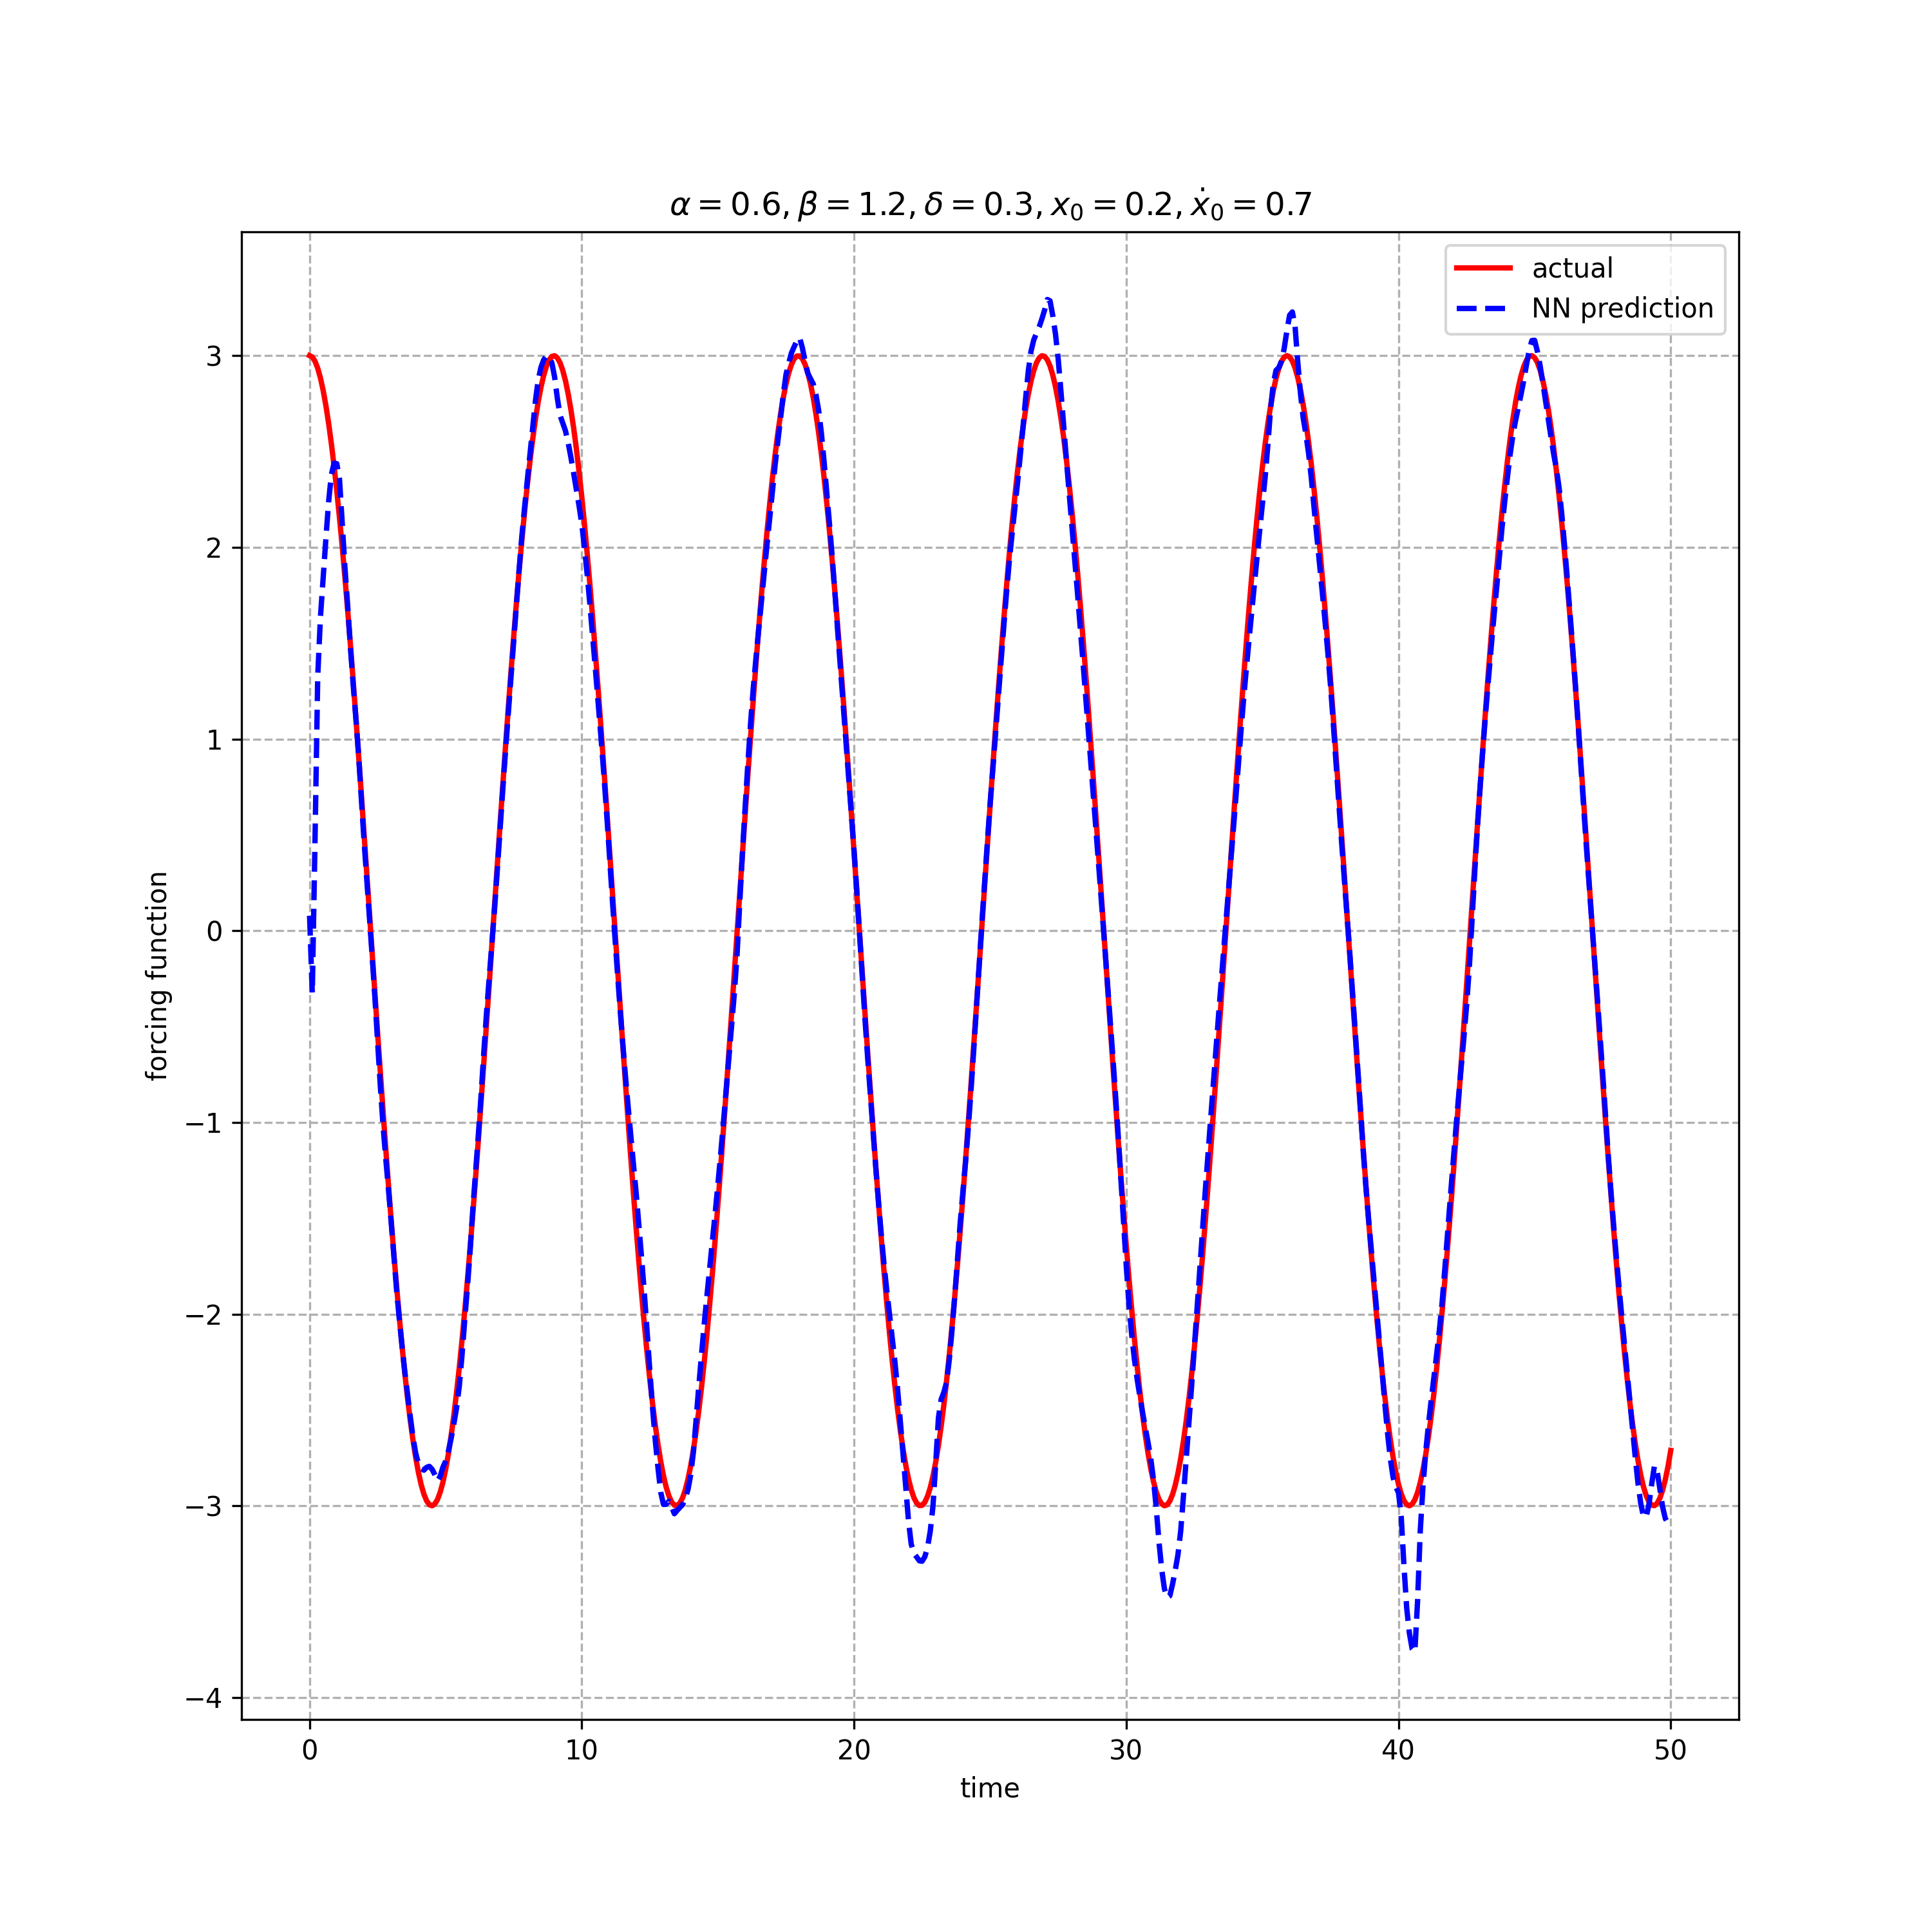 α = 0.6, β = 1.2, δ = 0.3, x₀ = 0.2, ẋ₀ = 0.7
actual
NN prediction
3
2
1
0
−1
−2
−3
−4
forcing function
0 10 20 30 40 50
time